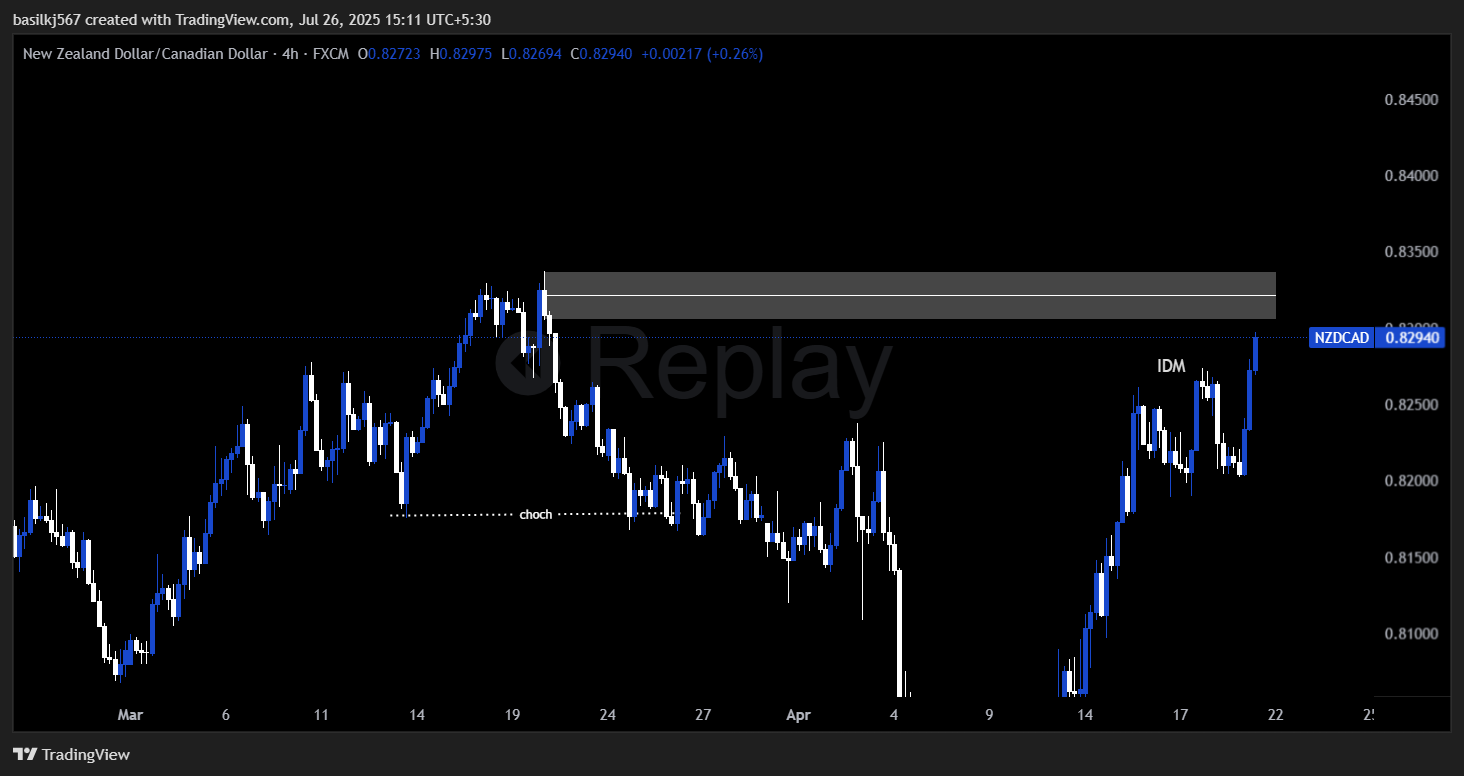 basilkj567 created with TradingView.com, Jul 26, 2025 15:11 UTC+5:30
New Zealand Dollar/Canadian Dollar · 4h · FXCM O0.82723 H0.82975 L0.82694 C0.82940 +0.00217 (+0.26%)
0.84500
0.84000
0.83500
Replay
NZDCAD 0.82940
IDM
0.82500
0.82000
choch
0.81500
0.81000
Mar 6 11 14 19 24 27 Apr 4 9 14 17 22
TradingView